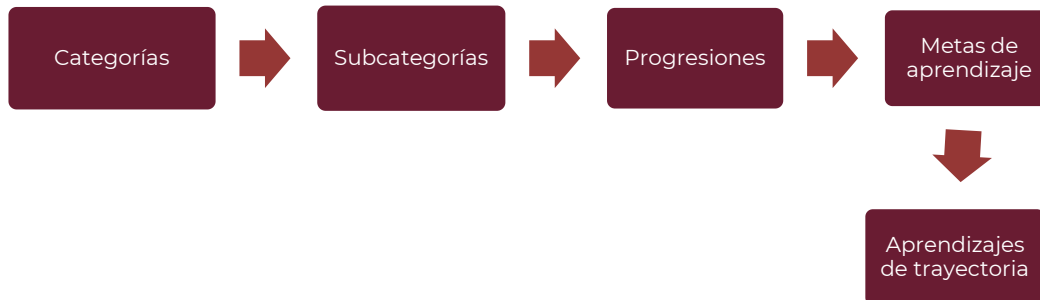 Categorías
Subcategorías
Progresiones
Metas de
aprendizaje
Aprendizajes
de trayectoria